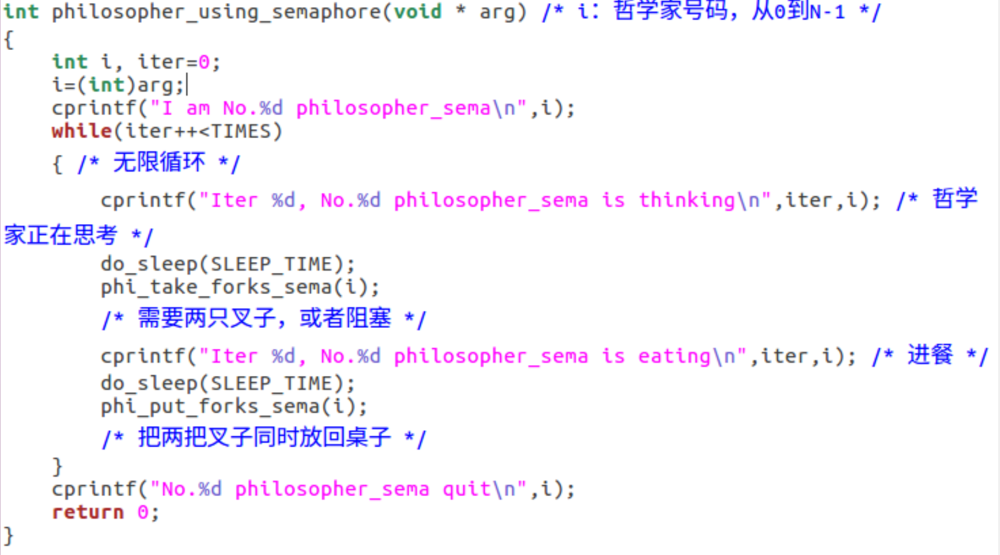 int philosopher_using_semaphore(void * arg) /* i：哲学家号码，从0到N-1 */
{
    int i, iter=0;
    i=(int)arg;
    cprintf("I am No.%d philosopher_sema\n",i);
    while(iter++<TIMES)
    { /* 无限循环 */
        cprintf("Iter %d, No.%d philosopher_sema is thinking\n",iter,i); /* 哲学
家正在思考 */
        do_sleep(SLEEP_TIME);
        phi_take_forks_sema(i);
        /* 需要两只叉子，或者阻塞 */
        cprintf("Iter %d, No.%d philosopher_sema is eating\n",iter,i); /* 进餐 */
        do_sleep(SLEEP_TIME);
        phi_put_forks_sema(i);
        /* 把两把叉子同时放回桌子 */
    }
    cprintf("No.%d philosopher_sema quit\n",i);
    return 0;
}